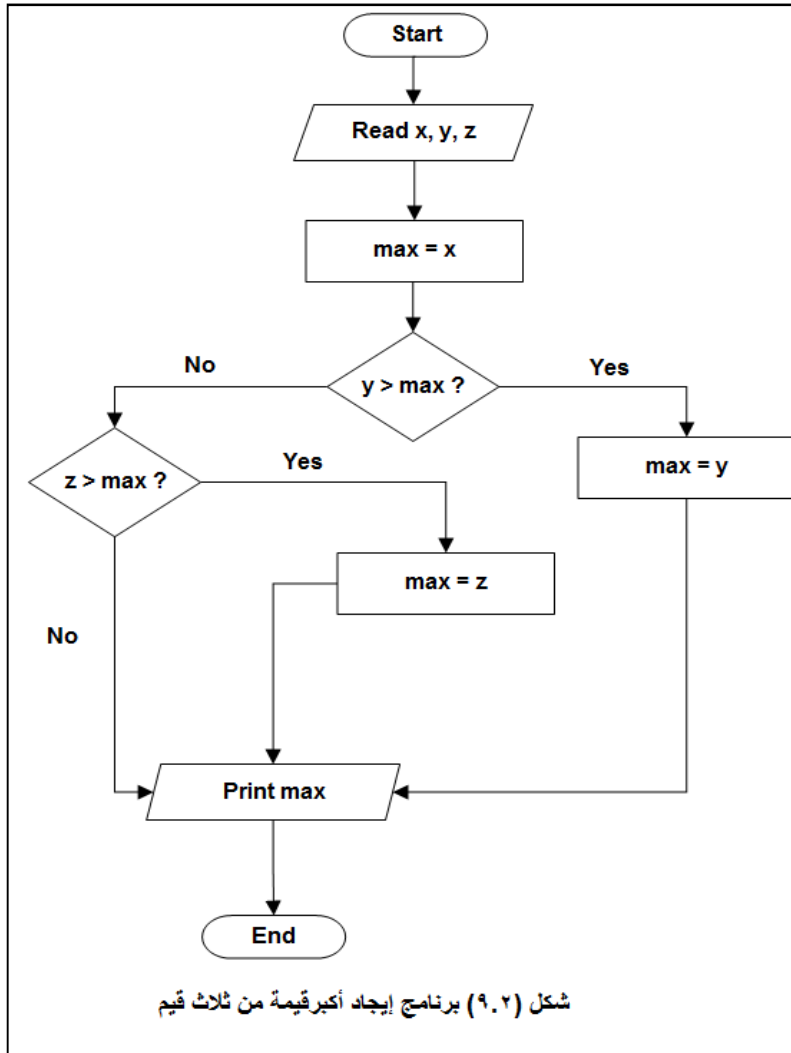 Start
Read x, y, z
max = x
No
y > max ?
Yes
z > max ?
Yes
max = y
max = z
No
Print max
End
شكل (٩.٢) برنامج إيجاد أكبرقيمة من ثلاث قيم